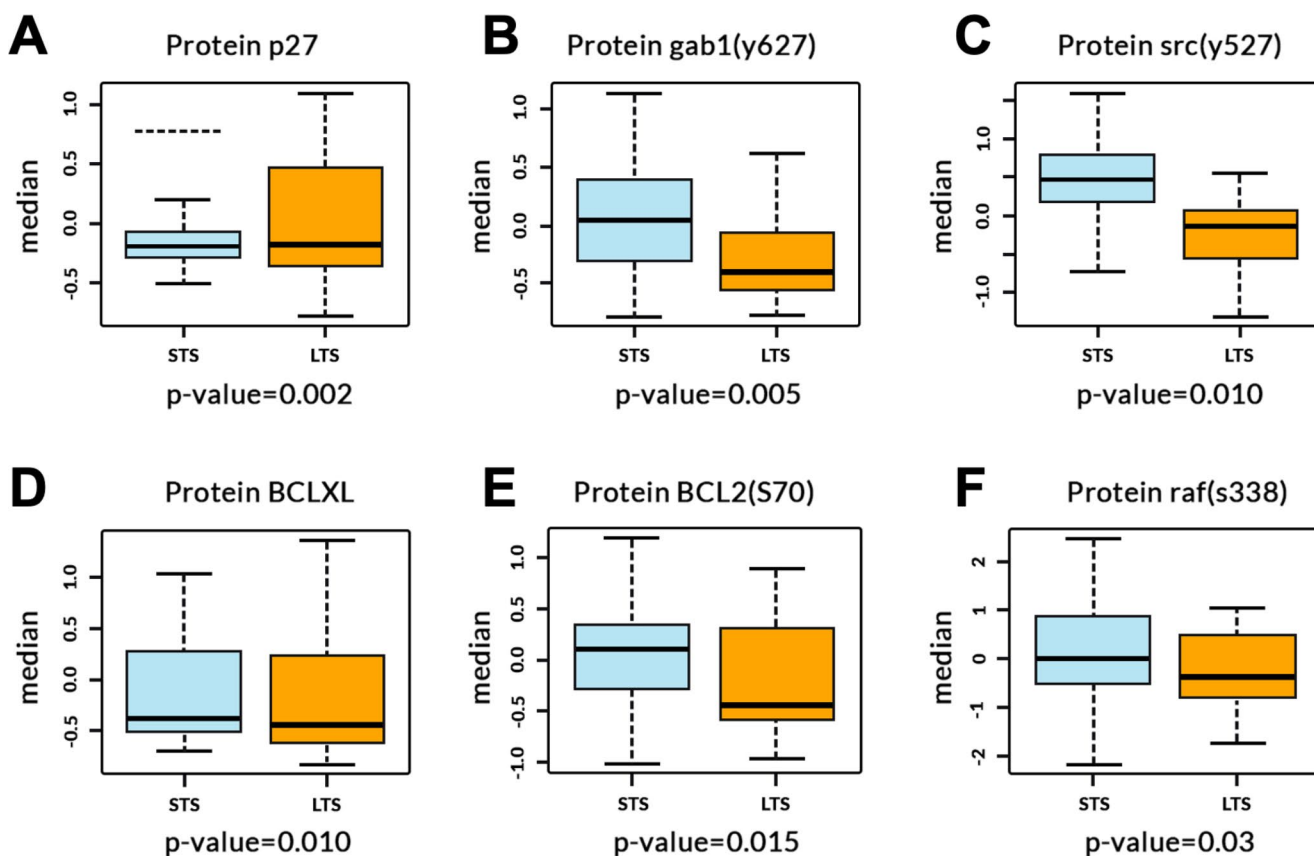 A
Protein p27
median
1.0
0.5
0.0
-0.5
STS
LTS
p-value=0.002
B
Protein gab1(y627)
median
1.0
0.5
0.0
-0.5
STS
LTS
p-value=0.005
C
Protein src(y527)
median
1.0
0.0
-1.0
STS
LTS
p-value=0.010
D
Protein BCLXL
median
1.0
0.5
0.0
-0.5
STS
LTS
p-value=0.010
E
Protein BCL2(S70)
median
1.0
0.5
0.0
-0.5
-1.0
STS
LTS
p-value=0.015
F
Protein raf(s338)
median
2
1
0
-1
-2
STS
LTS
p-value=0.03